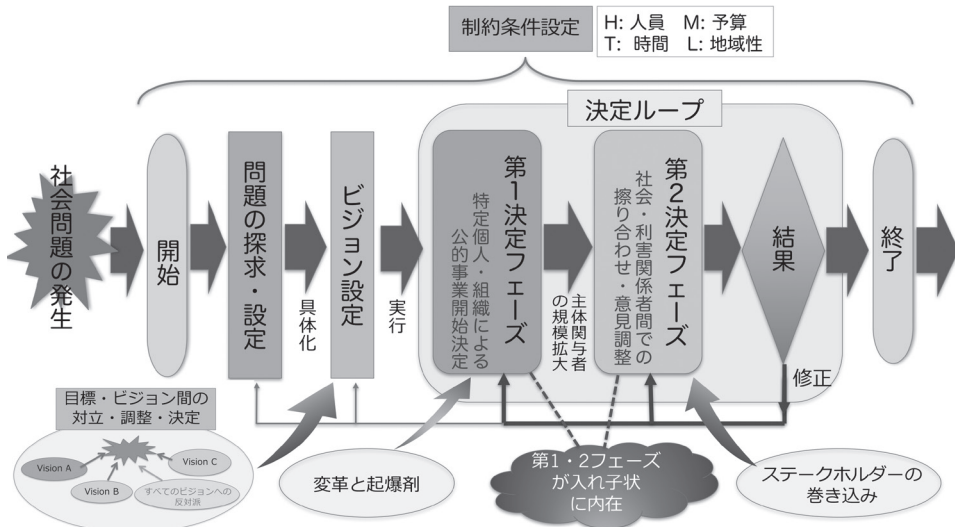 制約条件設定
H: 人員 M: 予算
T: 時間 L: 地域性
決定ループ
社会問題の発生
開始
問題の探求・設定
具体化
ビジョン設定
実行
第1決定フェーズ
特定個人・組織による
公的事業開始決定
主体関与者
の規模拡大
第2決定フェーズ
社会・利害関係者間での
擦り合わせ・意見調整
結果
修正
終了
目標・ビジョン間の
対立・調整・決定
Vision A
Vision B
Vision C
すべてのビジョンへの
反対派
変革と起爆剤
第1・2フェーズ
が入れ子状
に内在
ステークホルダーの
巻き込み